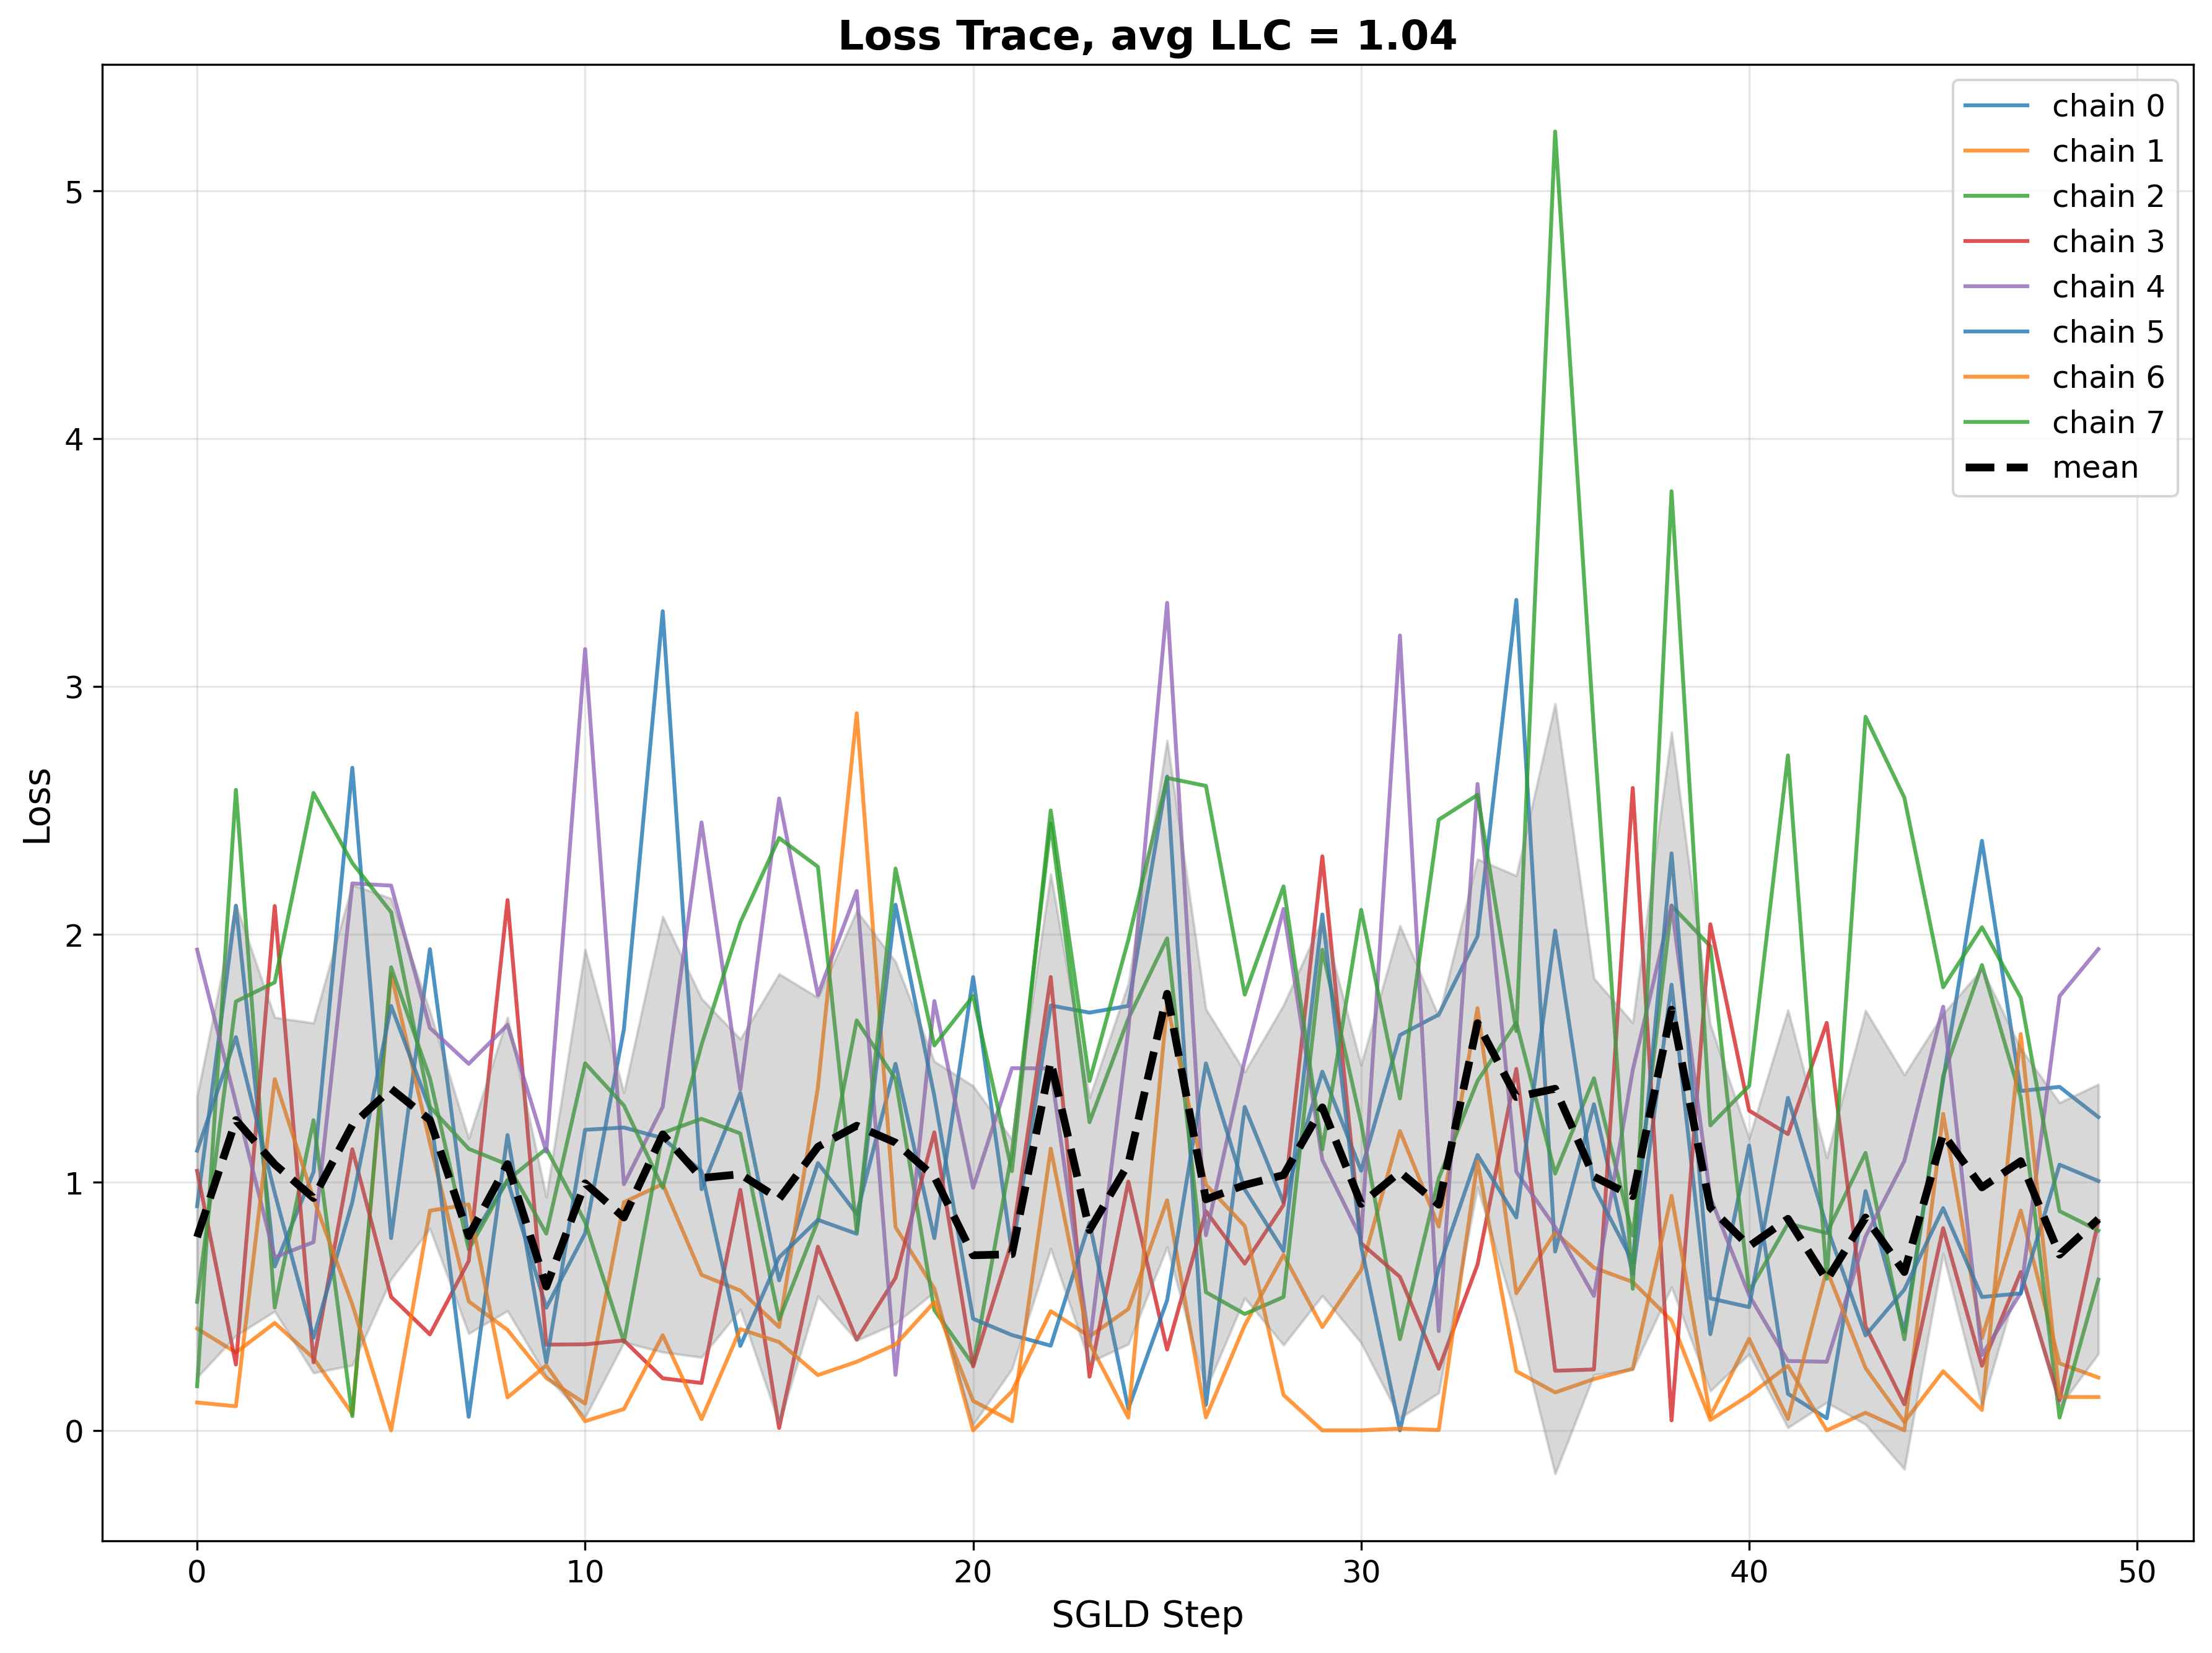 Loss Trace, avg LLC = 1.04
chain 0
chain 1
chain 2
chain 3
chain 4
chain 5
chain 6
chain 7
mean
Loss
5
4
3
2
1
0
0 10 20 30 40 50
SGLD Step